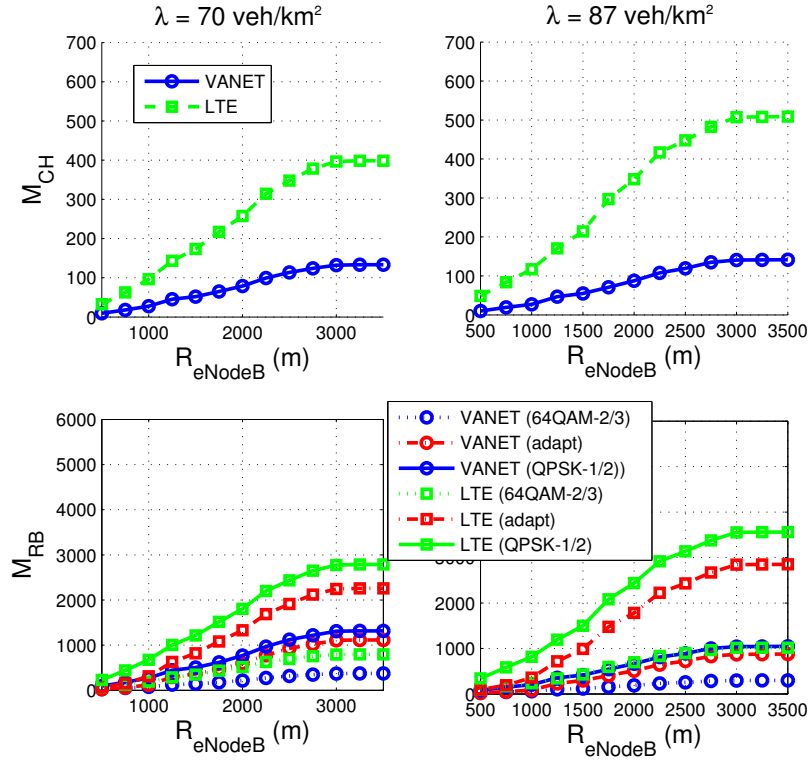 λ = 70 veh/km²
λ = 87 veh/km²
M_CH
700
600
500
400
300
200
100
0
1000 2000 3000
R_eNodeB (m)
VANET
LTE
700
600
500
400
300
200
100
0
500 1000 1500 2000 2500 3000 3500
R_eNodeB (m)
M_RB
6000
5000
4000
3000
2000
1000
0
1000 2000 3000
R_eNodeB (m)
VANET (64QAM-2/3)
VANET (adapt)
VANET (QPSK-1/2))
LTE (64QAM-2/3)
LTE (adapt)
LTE (QPSK-1/2)
2000
1000
0
500 1000 1500 2000 2500 3000 3500
R_eNodeB (m)